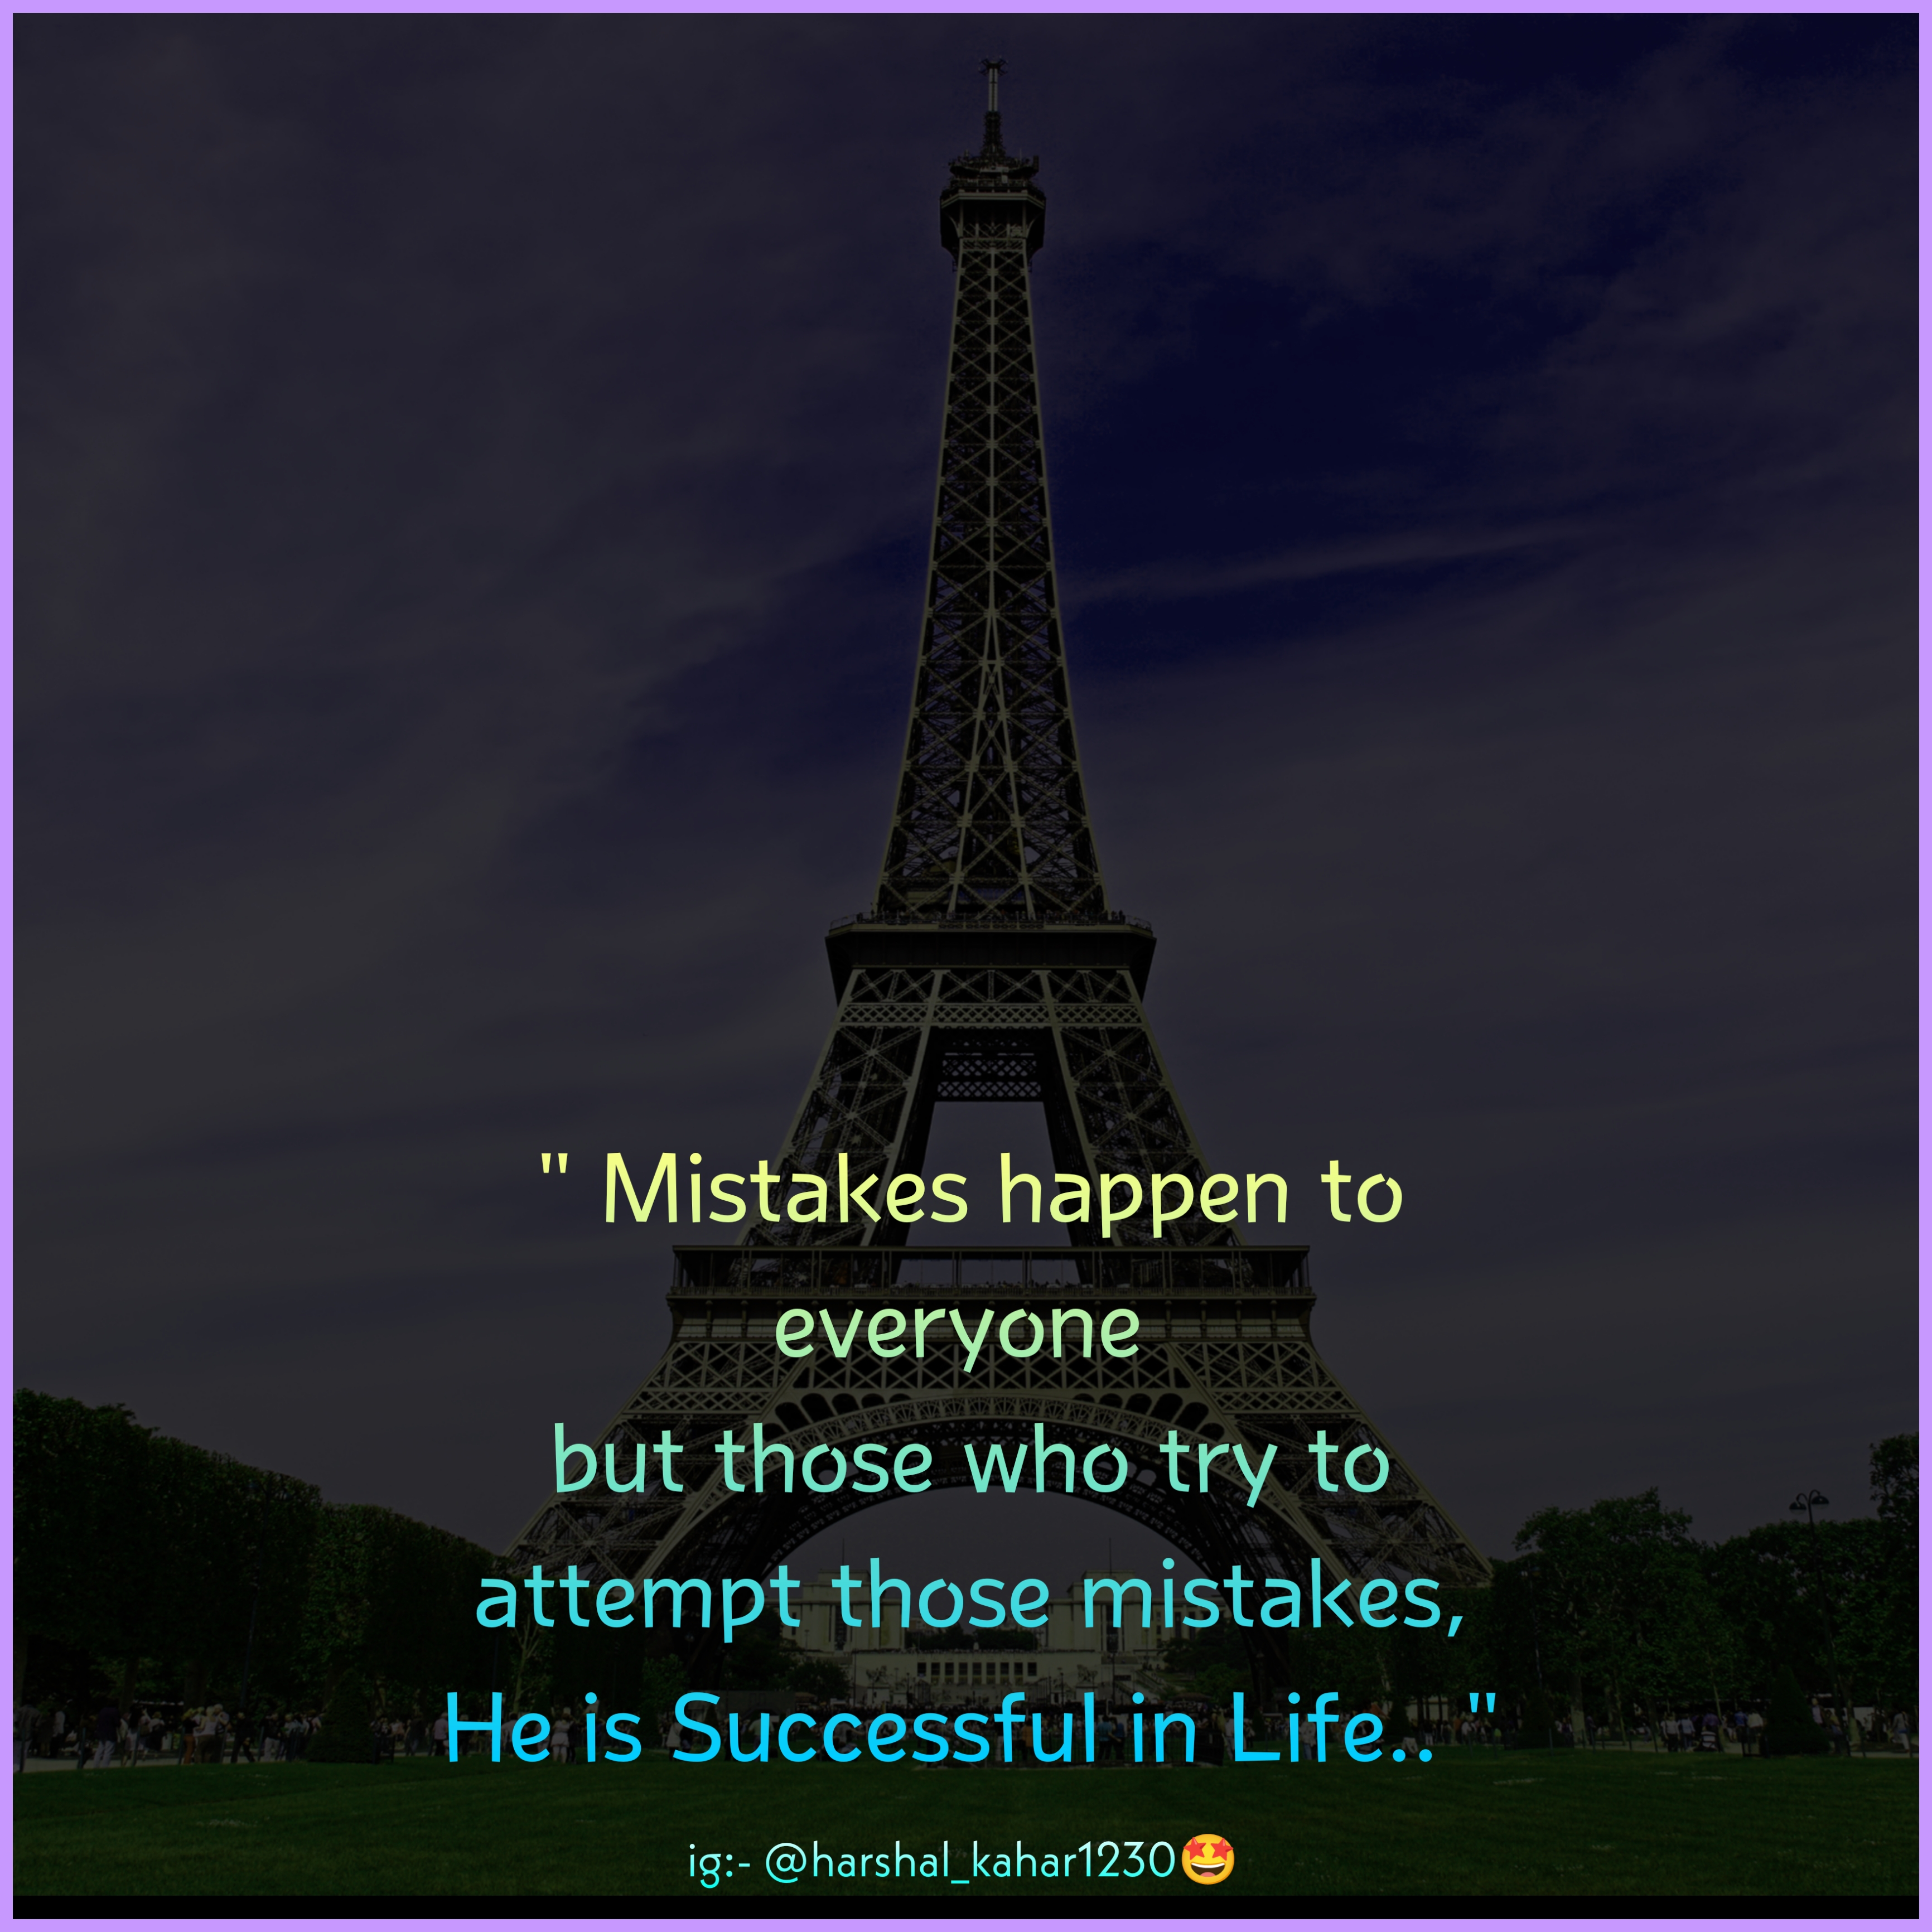 " Mistakes happen to
everyone
but those who try to
attempt those mistakes,
He is Successful in Life.. "
ig:- @harshal_kahar1230🤩